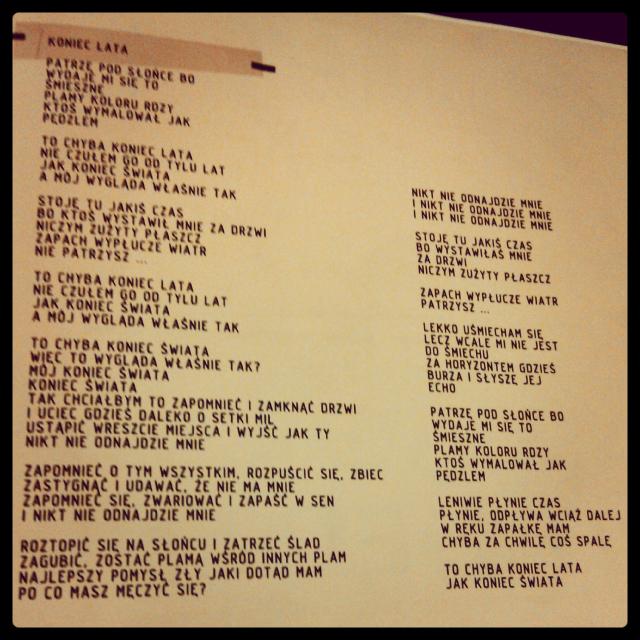 KONIEC LATA
PATRZĘ POD SŁOŃCE BO
WYDAJE MI SIĘ TO
ŚMIESZNE
PLAMY KOLORU RDZY
KTOŚ WYMALOWAŁ JAK
PĘDZLEM
TO CHYBA KONIEC LATA
NIE CZUŁEM GO OD TYLU LAT
JAK KONIEC ŚWIATA
A MÓJ WYGLĄDA WŁAŚNIE TAK
STOJĘ TU JAKIŚ CZAS
BO KTOŚ WYSTAWIŁ MNIE ZA DRZWI
NICZYM ZUŻYTY PŁASZCZ
ZAPACH WYPŁUCZE WIATR
NIE PATRZYSZ ...
TO CHYBA KONIEC LATA
NIE CZUŁEM GO OD TYLU LAT
JAK KONIEC ŚWIATA
A MÓJ WYGLĄDA WŁAŚNIE TAK
TO CHYBA KONIEC ŚWIATA
WIĘC TO WYGLĄDA WŁAŚNIE TAK?
MÓJ KONIEC ŚWIATA
KONIEC ŚWIATA
TAK CHCIAŁBYM TO ZAPOMNIEĆ I ZAMKNĄĆ DRZWI
I UCIEC GDZIEŚ DALEKO O SETKI MIL
USTĄPIĆ WRESZCIE MIEJSCA I WYJŚĆ JAK TY
NIKT NIE ODNAJDZIE MNIE
ZAPOMNIEĆ O TYM WSZYSTKIM, ROZPUŚCIĆ SIĘ, ZBIEC
ZASTYGNĄĆ I UDAWAĆ, ŻE NIE MA MNIE
ZAPOMNIEĆ SIĘ, ZWARIOWAĆ I ZAPAŚĆ W SEN
I NIKT NIE ODNAJDZIE MNIE
ROZTOPIĆ SIĘ NA SŁOŃCU I ZATRZEĆ ŚLAD
ZAGUBIĆ, ZOSTAĆ PLAMĄ WŚRÓD INNYCH PLAM
NAJLEPSZY POMYSŁ ZŁY JAKI DOTĄD MAM
PO CO MASZ MĘCZYĆ SIĘ?
NIKT NIE ODNAJDZIE MNIE
I NIKT NIE ODNAJDZIE MNIE
I NIKT NIE ODNAJDZIE MNIE
STOJĘ TU JAKIŚ CZAS
BO WYSTAWIŁAŚ MNIE
ZA DRZWI
NICZYM ZUŻYTY PŁASZCZ
ZAPACH WYPŁUCZE WIATR
PATRZYSZ ...
LEKKO UŚMIECHAM SIĘ
LECZ WCALE MI NIE JEST
DO ŚMIECHU
ZA HORYZONTEM GDZIEŚ
BURZA I SŁYSZĘ JEJ
ECHO
PATRZĘ POD SŁOŃCE BO
WYDAJE MI SIĘ TO
ŚMIESZNE
PLAMY KOLORU RDZY
KTOŚ WYMALOWAŁ JAK
PĘDZLEM
LENIWIE PŁYNIE CZAS
PŁYNIE, ODPŁYWA WCIĄŻ DALEJ
W RĘKU ZAPAŁKĘ MAM
CHYBA ZA CHWILĘ COŚ SPALĘ
TO CHYBA KONIEC LATA
JAK KONIEC ŚWIATA